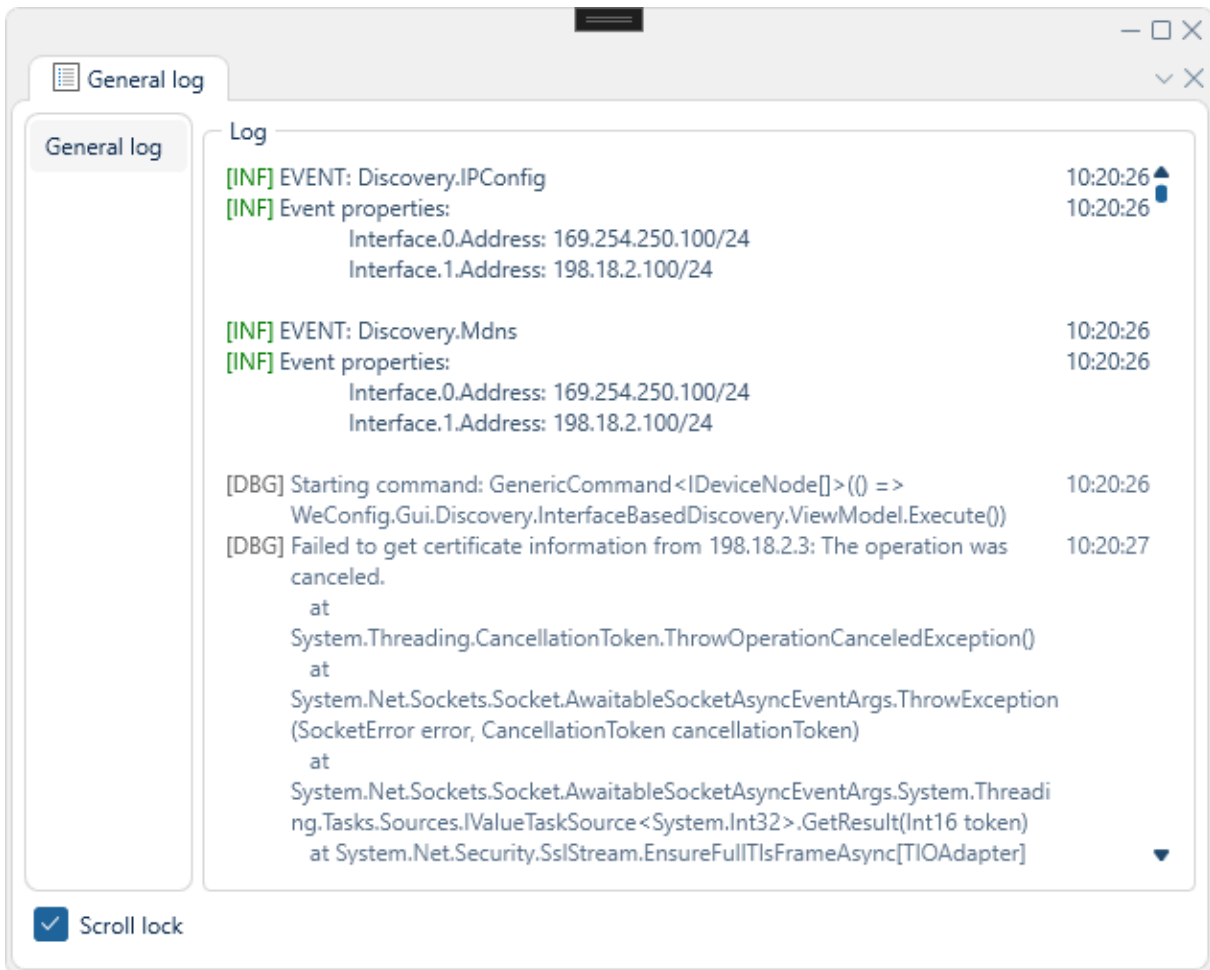 General log
General log
Log
[INF] EVENT: Discovery.IPConfig 10:20:26
[INF] Event properties: 10:20:26
Interface.0.Address: 169.254.250.100/24
Interface.1.Address: 198.18.2.100/24
[INF] EVENT: Discovery.Mdns 10:20:26
[INF] Event properties: 10:20:26
Interface.0.Address: 169.254.250.100/24
Interface.1.Address: 198.18.2.100/24
[DBG] Starting command: GenericCommand<IDeviceNode[]>(() => 10:20:26
WeConfig.Gui.Discovery.InterfaceBasedDiscovery.ViewModel.Execute())
[DBG] Failed to get certificate information from 198.18.2.3: The operation was 10:20:27
canceled.
at
System.Threading.CancellationToken.ThrowOperationCanceledException()
at
System.Net.Sockets.Socket.AwaitableSocketAsyncEventArgs.ThrowException
(SocketError error, CancellationToken cancellationToken)
at
System.Net.Sockets.Socket.AwaitableSocketAsyncEventArgs.System.Threadi
ng.Tasks.Sources.IValueTaskSource<System.Int32>.GetResult(Int16 token)
at System.Net.Security.SslStream.EnsureFullTlsFrameAsync[TIOAdapter]
Scroll lock